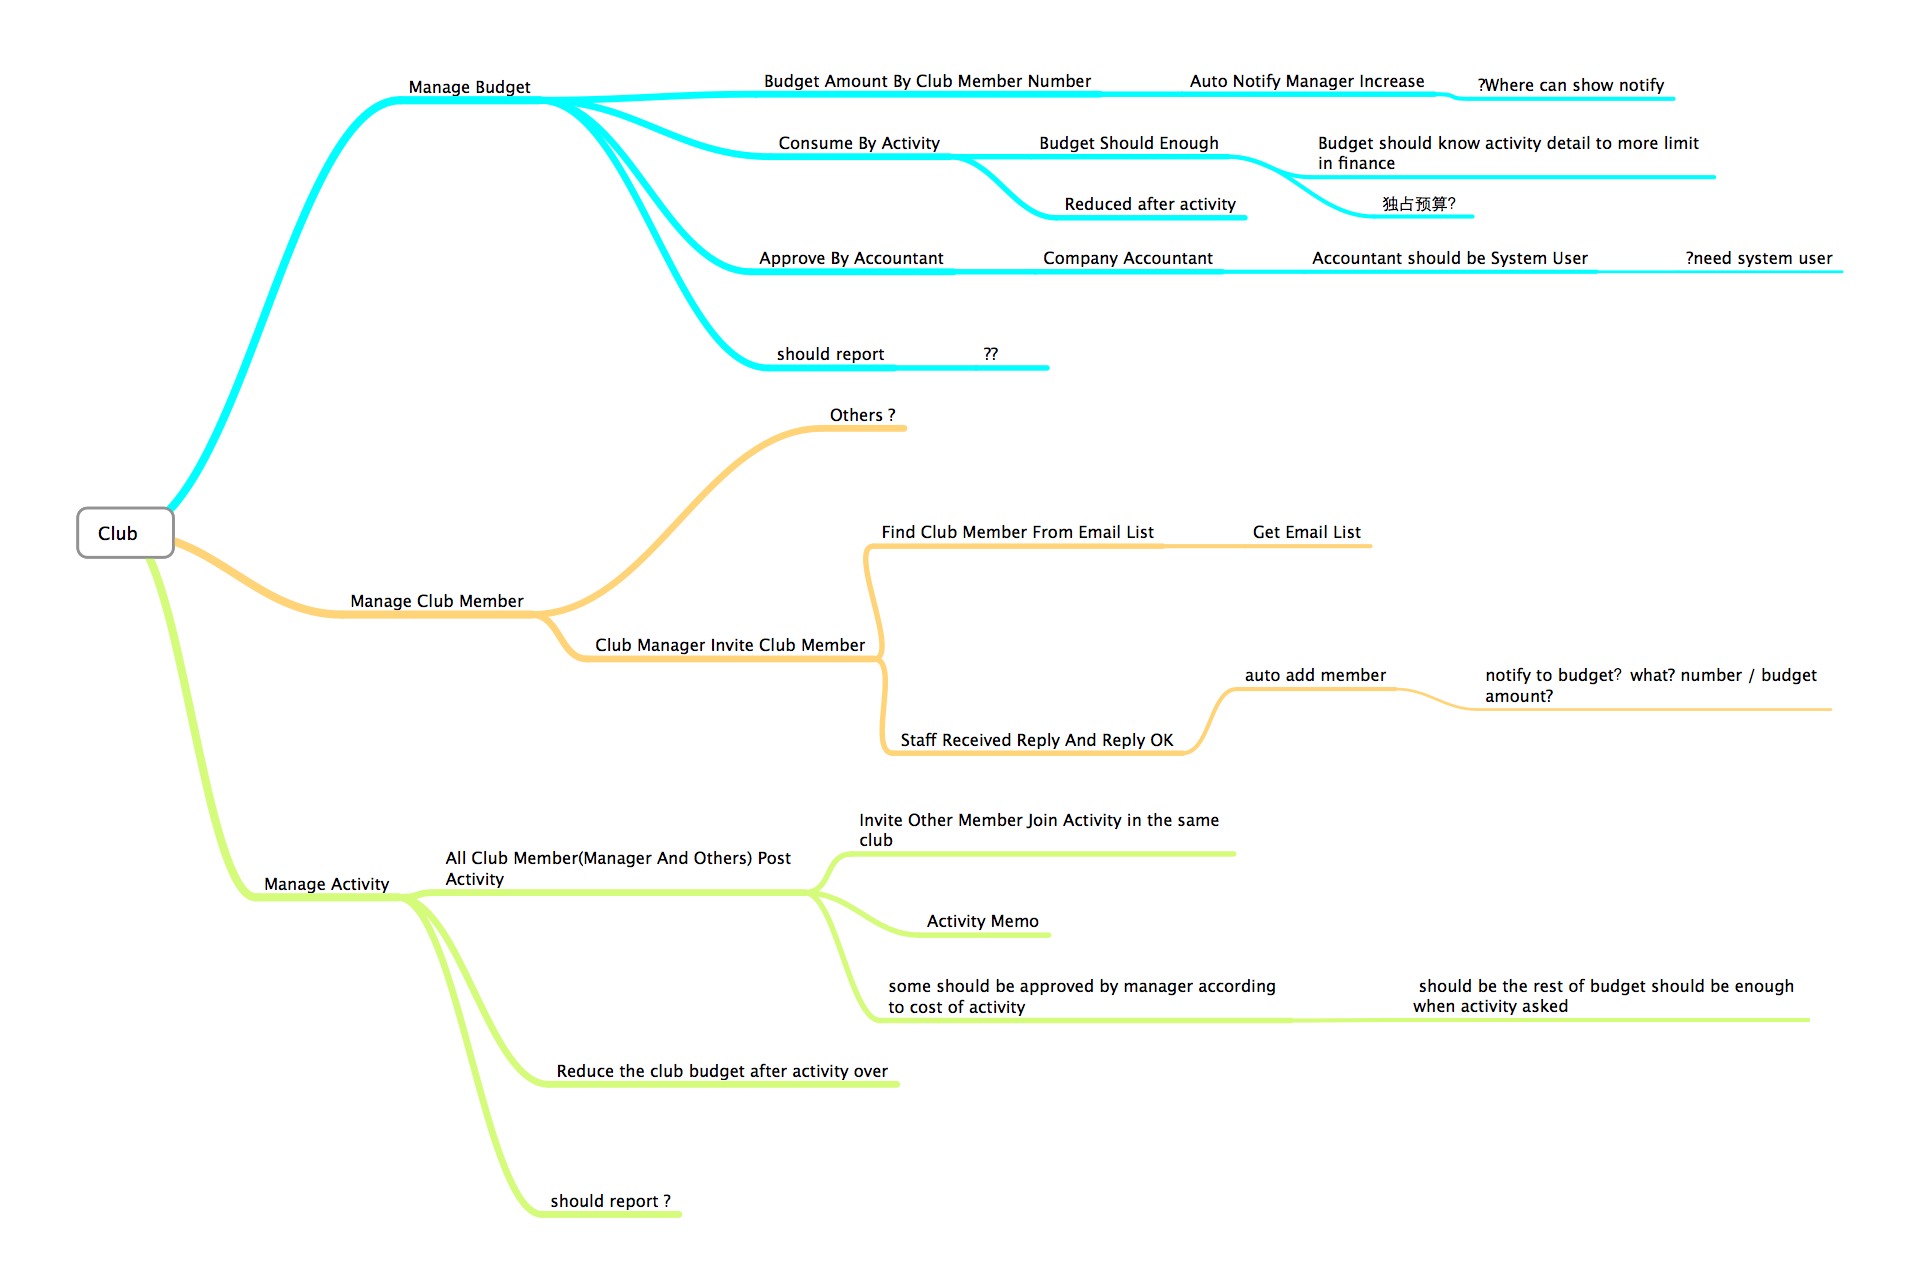 Manage Budget
Budget Amount By Club Member Number
Auto Notify Manager Increase
?Where can show notify
Consume By Activity
Budget Should Enough
Budget should know activity detail to more limit
in finance
独占预算?
Reduced after activity
Approve By Accountant
Company Accountant
Accountant should be System User
?need system user
should report
??
Club
Manage Club Member
Others ?
Club Manager Invite Club Member
Find Club Member From Email List
Get Email List
Staff Received Reply And Reply OK
auto add member
notify to budget? what? number / budget
amount?
Manage Activity
All Club Member(Manager And Others) Post
Activity
Invite Other Member Join Activity in the same
club
Activity Memo
some should be approved by manager according
to cost of activity
should be the rest of budget should be enough
when activity asked
Reduce the club budget after activity over
should report ?